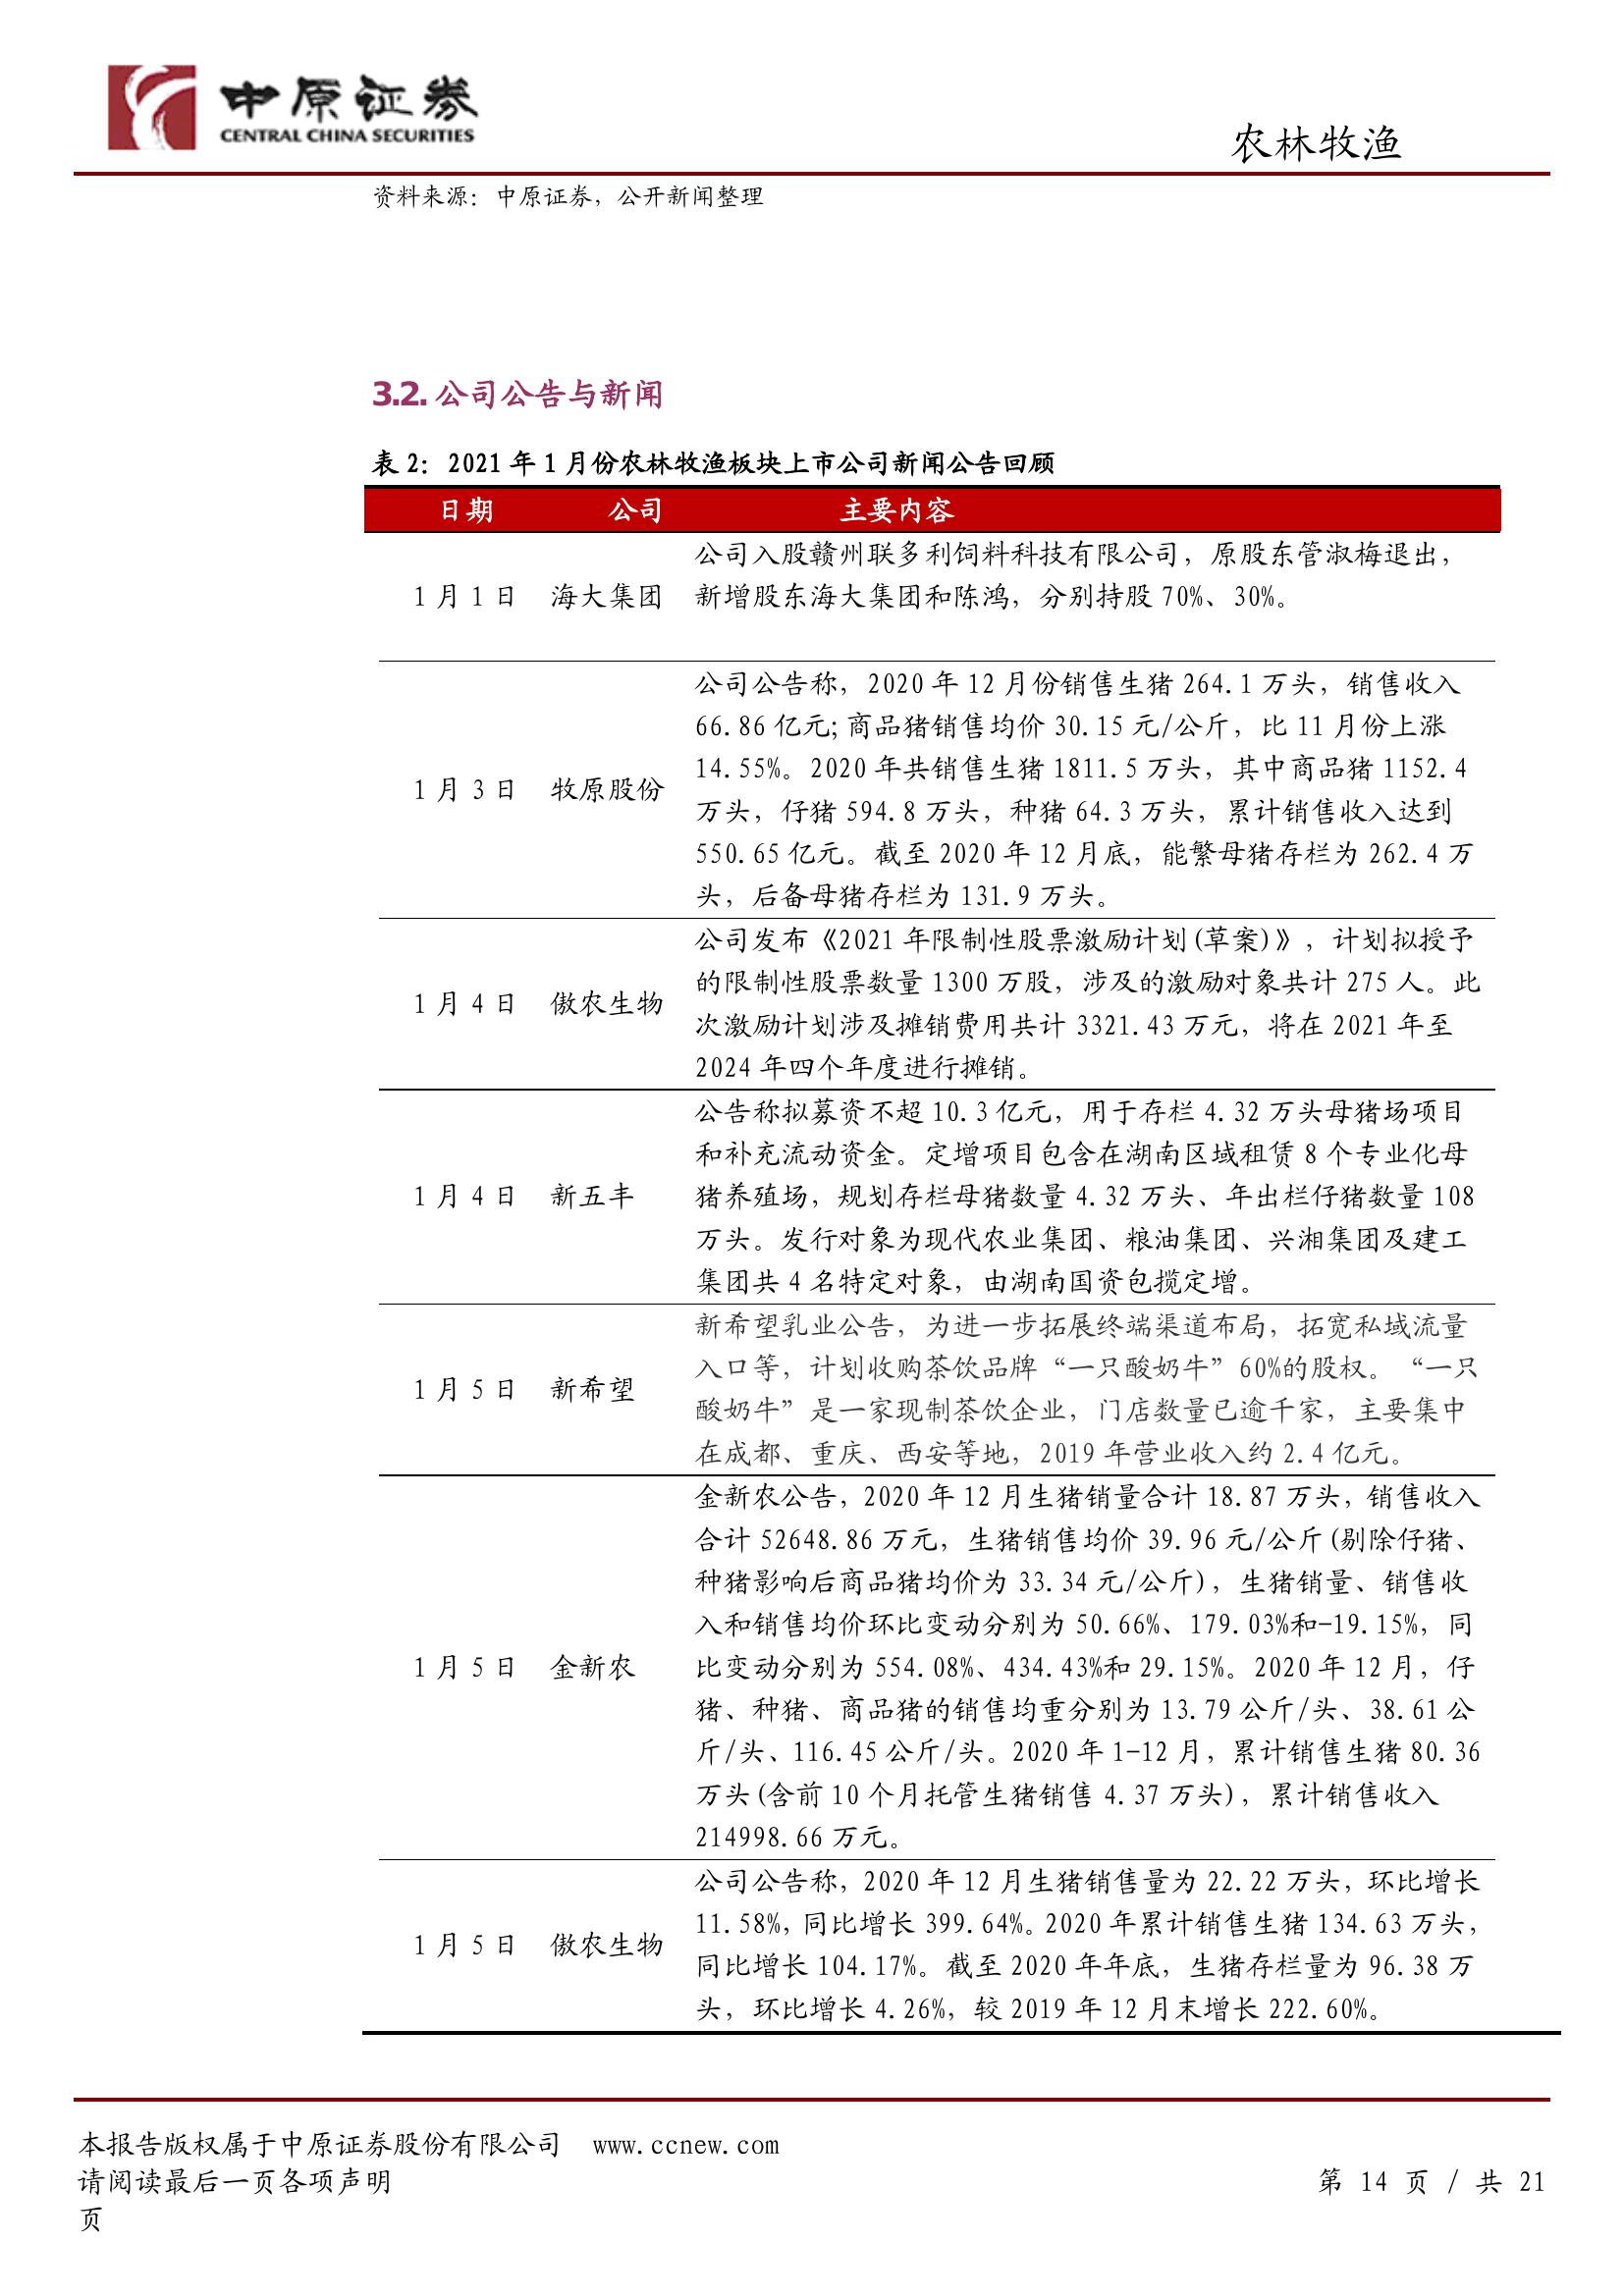 中原证券
CENTRAL CHINA SECURITIES
农林牧渔
资料来源：中原证券，公开新闻整理
3.2. 公司公告与新闻
表 2：2021 年 1 月份农林牧渔板块上市公司新闻公告回顾
日期 公司 主要内容
公司入股赣州联多利饲料科技有限公司，原股东管淑梅退出，
1 月 1 日 海大集团 新增股东海大集团和陈鸿，分别持股 70%、30%。
公司公告称，2020 年 12 月份销售生猪 264.1 万头，销售收入
66.86 亿元;商品猪销售均价 30.15 元/公斤，比 11 月份上涨
14.55%。2020 年共销售生猪 1811.5 万头，其中商品猪 1152.4
1 月 3 日 牧原股份
万头，仔猪 594.8 万头，种猪 64.3 万头，累计销售收入达到
550.65 亿元。截至 2020 年 12 月底，能繁母猪存栏为 262.4 万
头，后备母猪存栏为 131.9 万头。
公司发布《2021 年限制性股票激励计划(草案)》，计划拟授予
的限制性股票数量 1300 万股，涉及的激励对象共计 275 人。此
1 月 4 日 傲农生物
次激励计划涉及摊销费用共计 3321.43 万元，将在 2021 年至
2024 年四个年度进行摊销。
公告称拟募资不超 10.3 亿元，用于存栏 4.32 万头母猪场项目
和补充流动资金。定增项目包含在湖南区域租赁 8 个专业化母
1 月 4 日 新五丰 猪养殖场，规划存栏母猪数量 4.32 万头、年出栏仔猪数量 108
万头。发行对象为现代农业集团、粮油集团、兴湘集团及建工
集团共 4 名特定对象，由湖南国资包揽定增。
新希望乳业公告，为进一步拓展终端渠道布局，拓宽私域流量
入口等，计划收购茶饮品牌“一只酸奶牛”60%的股权。“一只
1 月 5 日 新希望
酸奶牛”是一家现制茶饮企业，门店数量已逾千家，主要集中
在成都、重庆、西安等地，2019 年营业收入约 2.4 亿元。
金新农公告，2020 年 12 月生猪销量合计 18.87 万头，销售收入
合计 52648.86 万元，生猪销售均价 39.96 元/公斤(剔除仔猪、
种猪影响后商品猪均价为 33.34 元/公斤)，生猪销量、销售收
入和销售均价环比变动分别为 50.66%、179.03%和-19.15%，同
1 月 5 日 金新农 比变动分别为 554.08%、434.43%和 29.15%。2020 年 12 月，仔
猪、种猪、商品猪的销售均重分别为 13.79 公斤/头、38.61 公
斤/头、116.45 公斤/头。2020 年 1-12 月，累计销售生猪 80.36
万头(含前 10 个月托管生猪销售 4.37 万头)，累计销售收入
214998.66 万元。
公司公告称，2020 年 12 月生猪销售量为 22.22 万头，环比增长
11.58%，同比增长 399.64%。2020 年累计销售生猪 134.63 万头，
1 月 5 日 傲农生物
同比增长 104.17%。截至 2020 年年底，生猪存栏量为 96.38 万
头，环比增长 4.26%，较 2019 年 12 月末增长 222.60%。
本报告版权属于中原证券股份有限公司 www.ccnew.com
请阅读最后一页各项声明 第 14 页 / 共 21
页